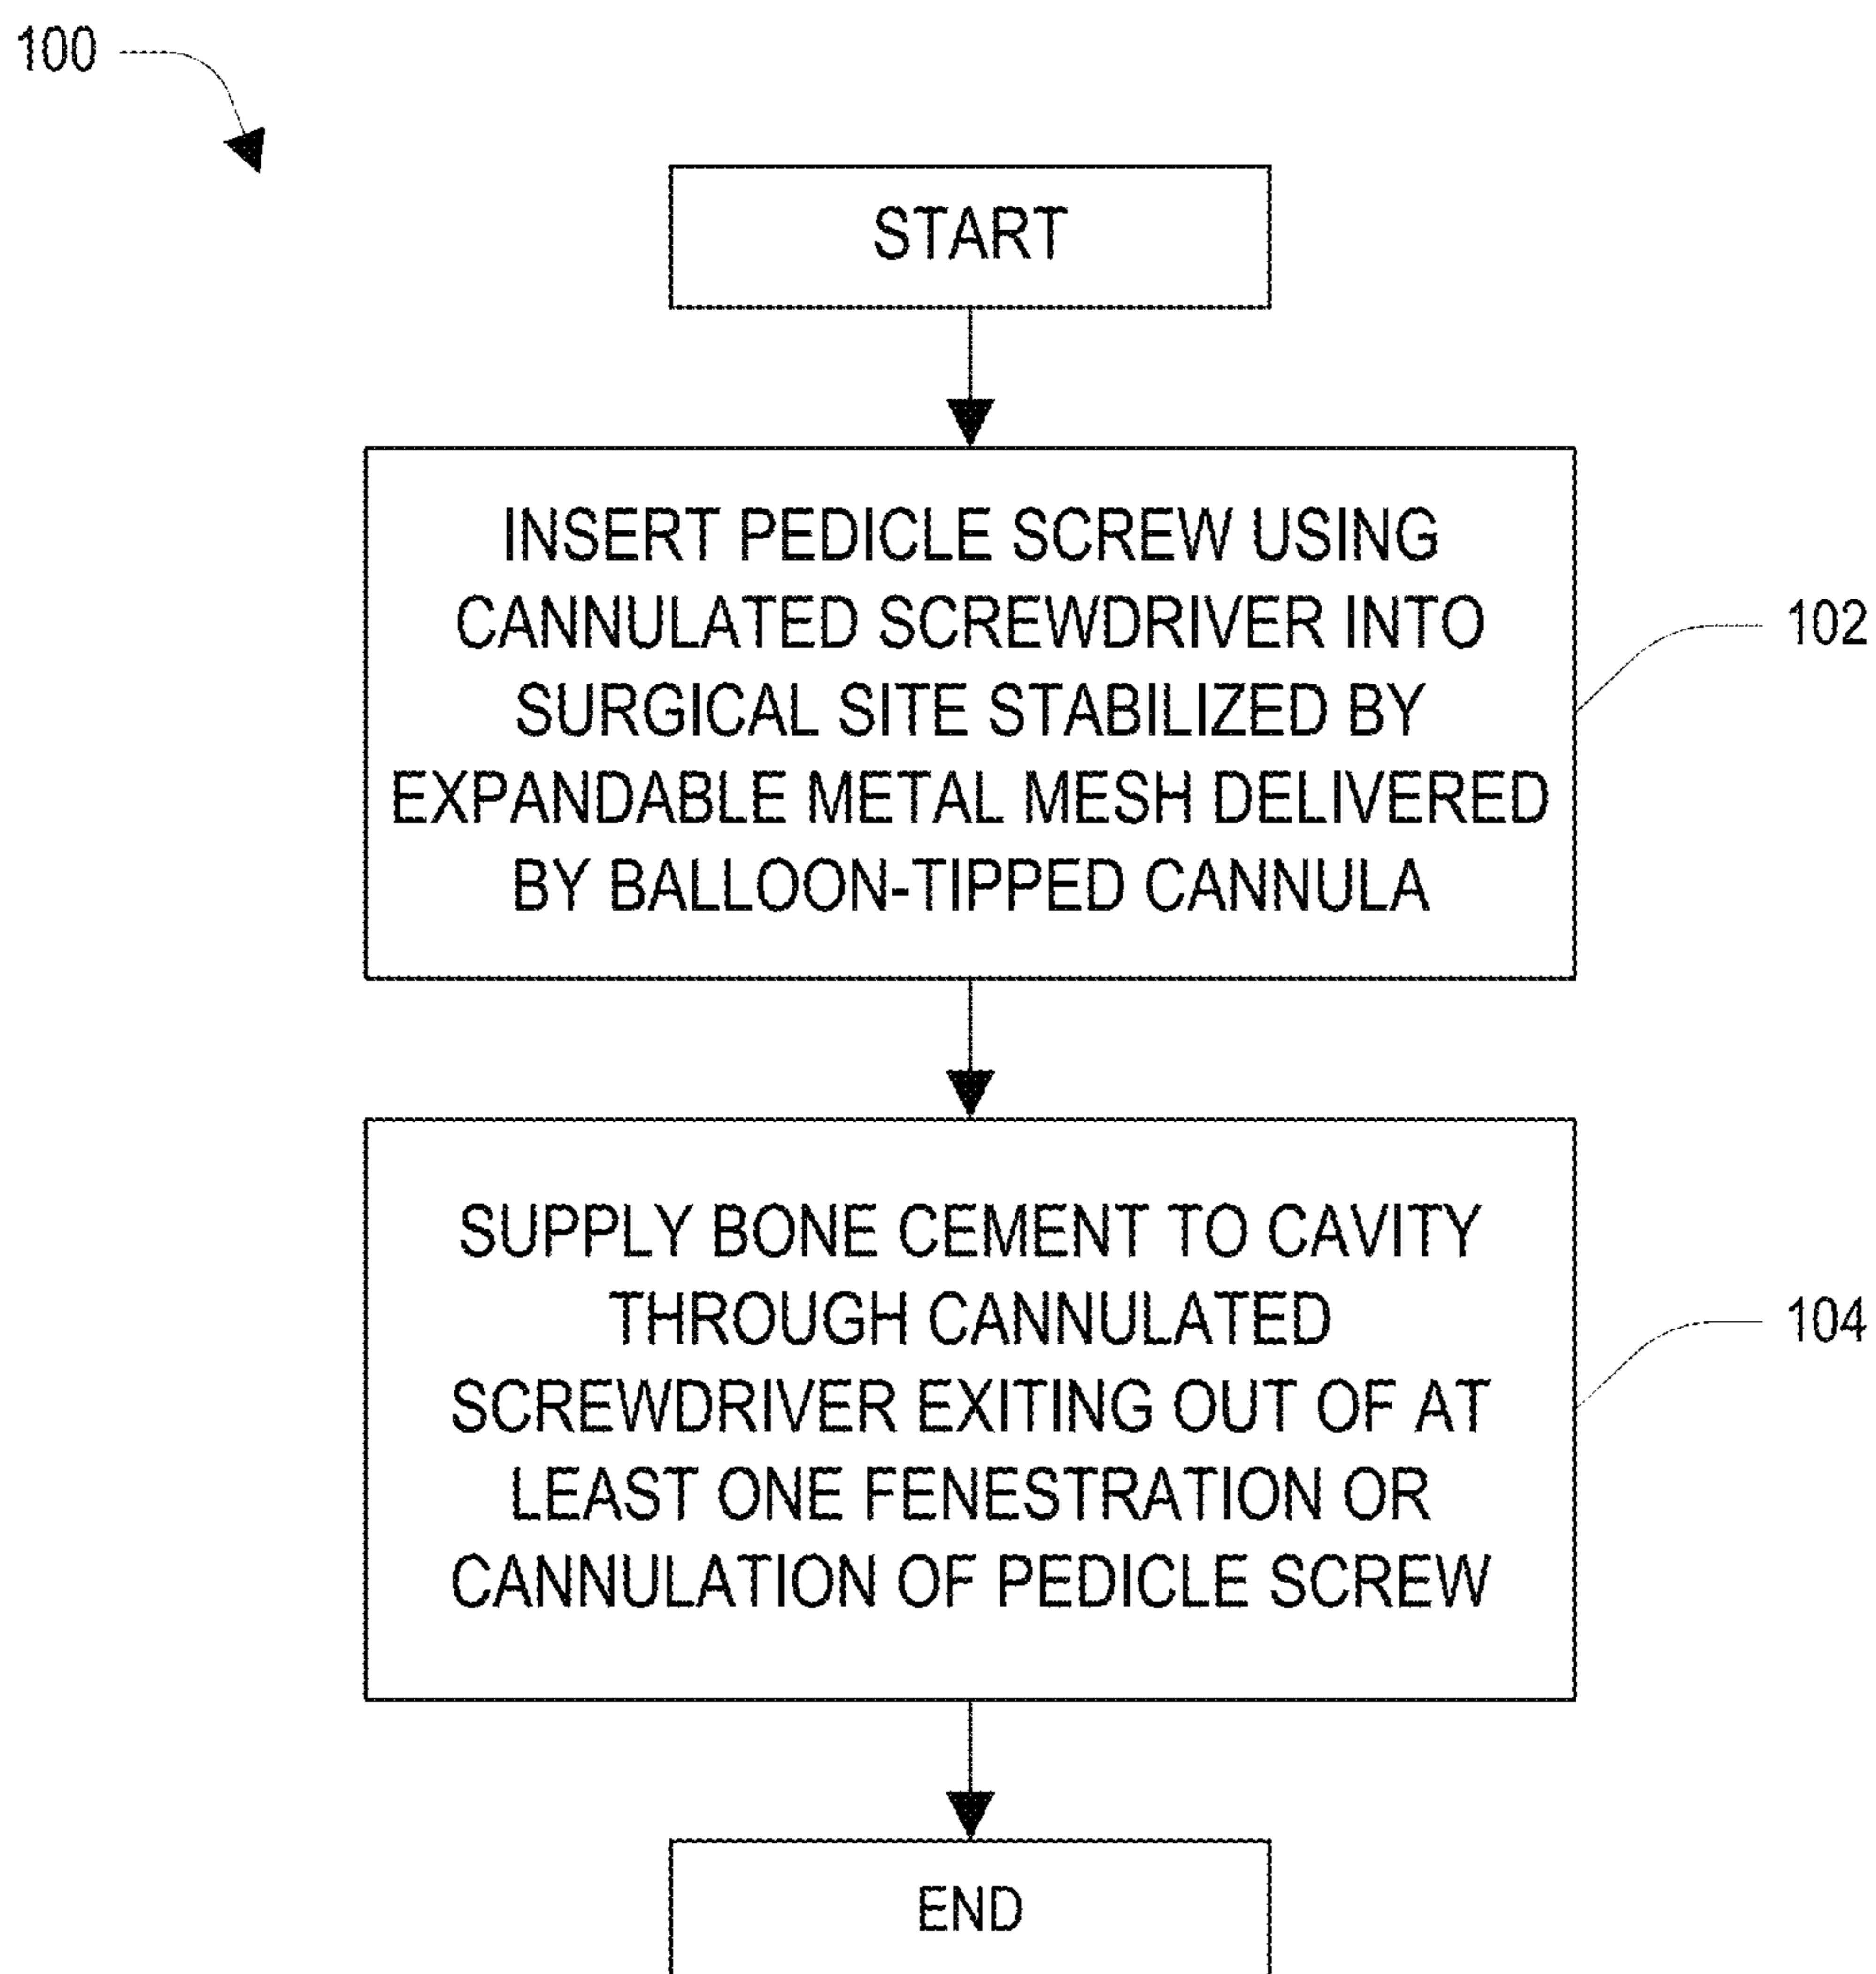 100
START
INSERT PEDICLE SCREW USING
CANNULATED SCREWDRIVER INTO
SURGICAL SITE STABILIZED BY
EXPANDABLE METAL MESH DELIVERED
BY BALLOON-TIPPED CANNULA
102
SUPPLY BONE CEMENT TO CAVITY
THROUGH CANNULATED
SCREWDRIVER EXITING OUT OF AT
LEAST ONE FENESTRATION OR
CANNULATION OF PEDICLE SCREW
104
END